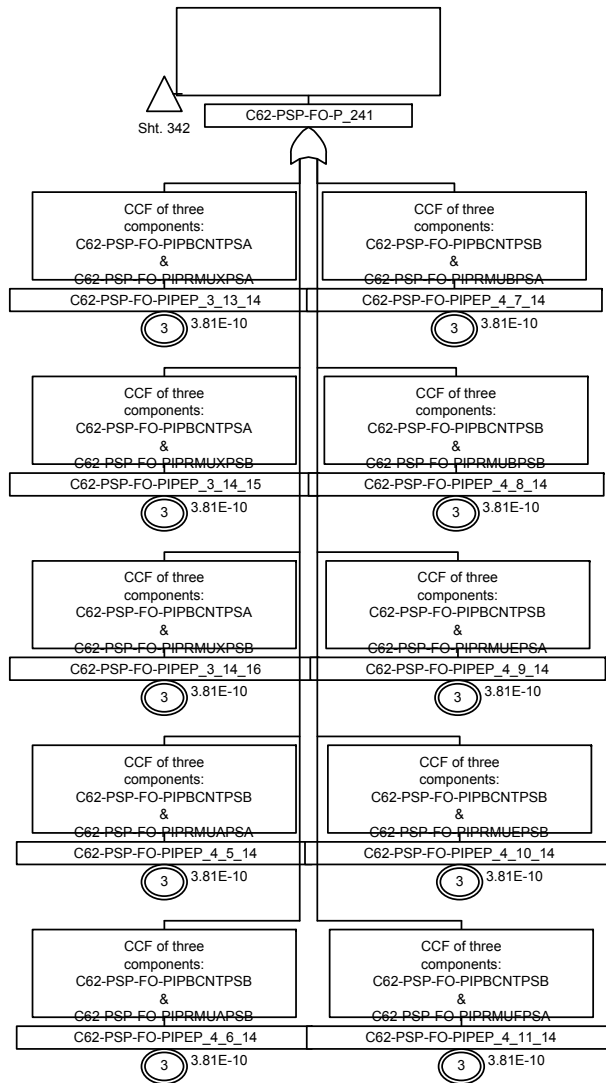 C62-PSP-FO-P_241
Sht. 342
CCF of three
components:
C62-PSP-FO-PIPBCNTPSA
&
C62-PSP-FO-PIPRMUXPSA
C62-PSP-FO-PIPEP_3_13_14
3
3.81E-10
CCF of three
components:
C62-PSP-FO-PIPBCNTPSB
&
C62-PSP-FO-PIPRMUBPSA
C62-PSP-FO-PIPEP_4_7_14
3
3.81E-10
CCF of three
components:
C62-PSP-FO-PIPBCNTPSA
&
C62-PSP-FO-PIPRMUXPSB
C62-PSP-FO-PIPEP_3_14_15
3
3.81E-10
CCF of three
components:
C62-PSP-FO-PIPBCNTPSB
&
C62-PSP-FO-PIPRMUBPSB
C62-PSP-FO-PIPEP_4_8_14
3
3.81E-10
CCF of three
components:
C62-PSP-FO-PIPBCNTPSA
&
C62-PSP-FO-PIPRMUXPSB
C62-PSP-FO-PIPEP_3_14_16
3
3.81E-10
CCF of three
components:
C62-PSP-FO-PIPBCNTPSB
&
C62-PSP-FO-PIPRMUEPSA
C62-PSP-FO-PIPEP_4_9_14
3
3.81E-10
CCF of three
components:
C62-PSP-FO-PIPBCNTPSB
&
C62-PSP-FO-PIPRMUAPSA
C62-PSP-FO-PIPEP_4_5_14
3
3.81E-10
CCF of three
components:
C62-PSP-FO-PIPBCNTPSB
&
C62-PSP-FO-PIPRMUEPSB
C62-PSP-FO-PIPEP_4_10_14
3
3.81E-10
CCF of three
components:
C62-PSP-FO-PIPBCNTPSB
&
C62-PSP-FO-PIPRMUAPSB
C62-PSP-FO-PIPEP_4_6_14
3
3.81E-10
CCF of three
components:
C62-PSP-FO-PIPBCNTPSB
&
C62-PSP-FO-PIPRMUFPSA
C62-PSP-FO-PIPEP_4_11_14
3
3.81E-10